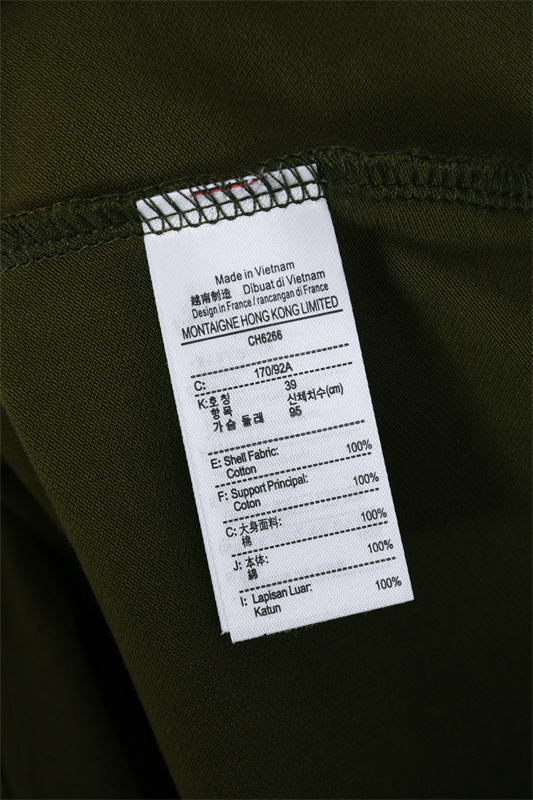 Made in Vietnam
越南制造 Dibuat di Vietnam
Design in France / rancangan di France
MONTAIGNE HONG KONG LIMITED
CH6266
C: 170/92A
K:호칭 39
항목 신체치수(cm)
가슴 둘레 95
E: Shell Fabric: 100%
Cotton
F: Support Principal: 100%
Coton
C: 大身面料: 100%
棉
J: 本体: 100%
綿
I: Lapisan Luar: 100%
Katun